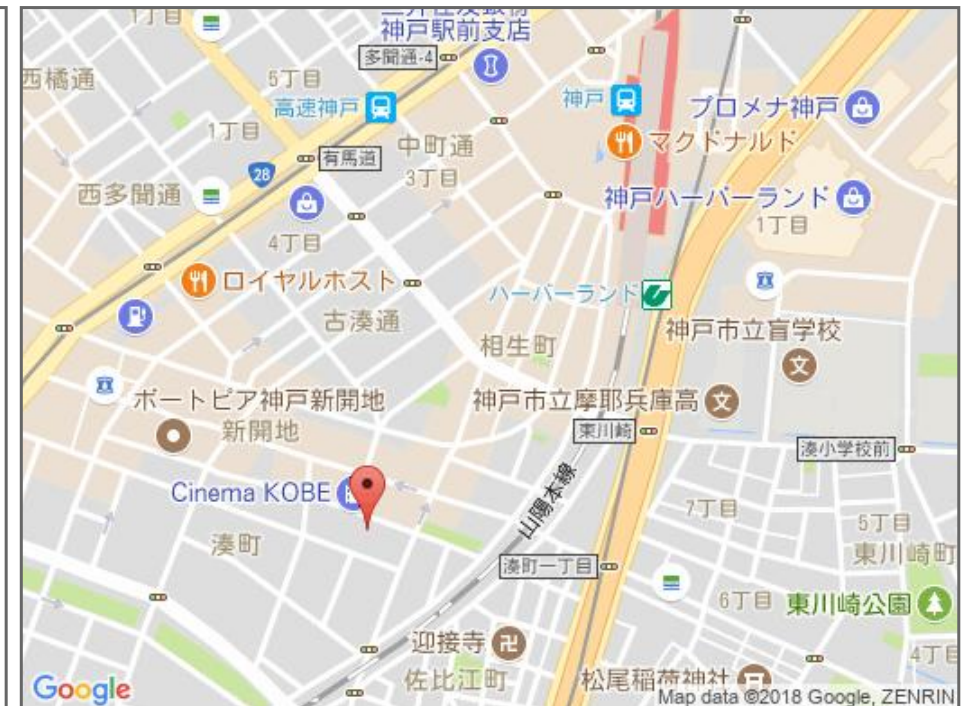 1丁目
神戸駅前支店
多聞通-4
西橘通
5丁目
高速神戸
神戸
プロメナ神戸
マクドナルド
1丁目
有馬道
中町通
3丁目
28
西多聞通
神戸ハーバーランド
1丁目
4丁目
ロイヤルホスト
ハーバーランド
古湊通
相生町
神戸市立盲学校
文
ポートピア神戸新開地
神戸市立摩耶兵庫高
文
新開地
東川崎
湊小学校前
Cinema KOBE
山陽本線
7丁目
5丁目
湊町
東川崎町
湊町一丁目
6丁目
東川崎公園
迎接寺
卍
4丁目
佐比江町
松尾稲荷神社
Google
Map data ©2018 Google, ZENRIN